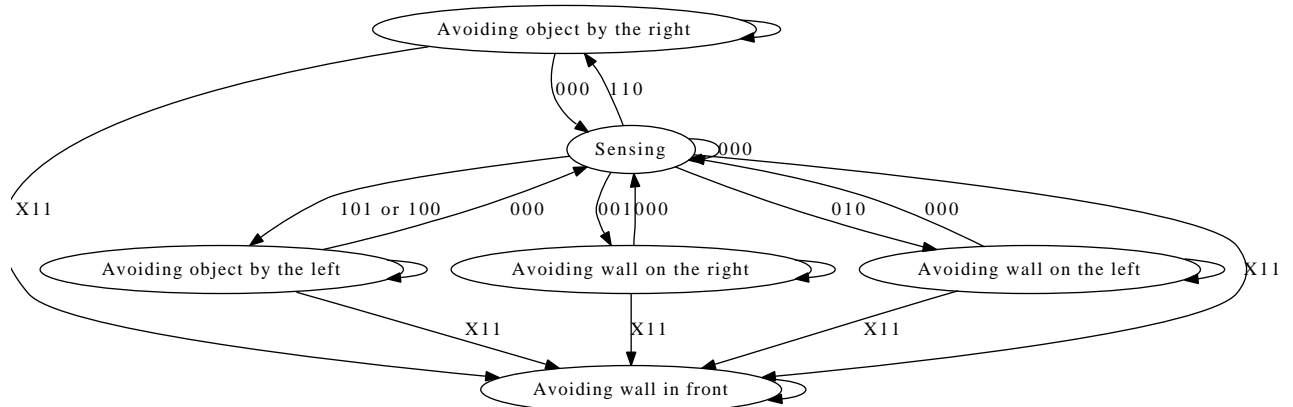 Avoiding object by the right
000
110
Sensing
000
X11
101 or 100
000
001
000
010
000
Avoiding object by the left
Avoiding wall on the right
Avoiding wall on the left
X11
X11
X11
X11
Avoiding wall in front